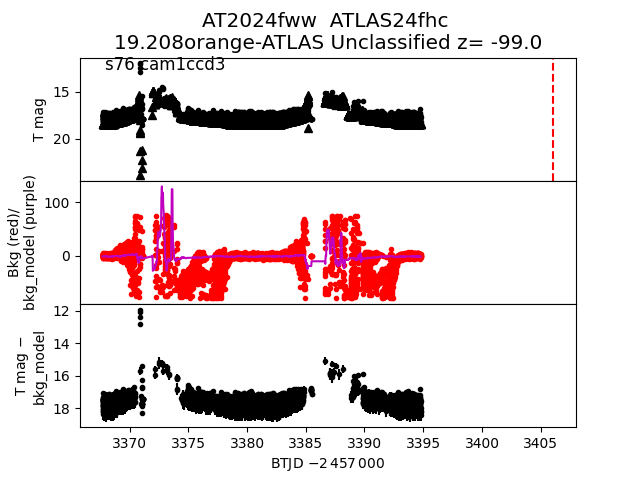 AT2024fww  ATLAS24fhc
19.208orange-ATLAS Unclassified z= -99.0
s76 cam1ccd3
T mag
15
20
Bkg (red)/
bkg_model (purple)
100
0
T mag −
bkg_model
12
14
16
18
3370 3375 3380 3385 3390 3395 3400 3405
BTJD −2 457 000